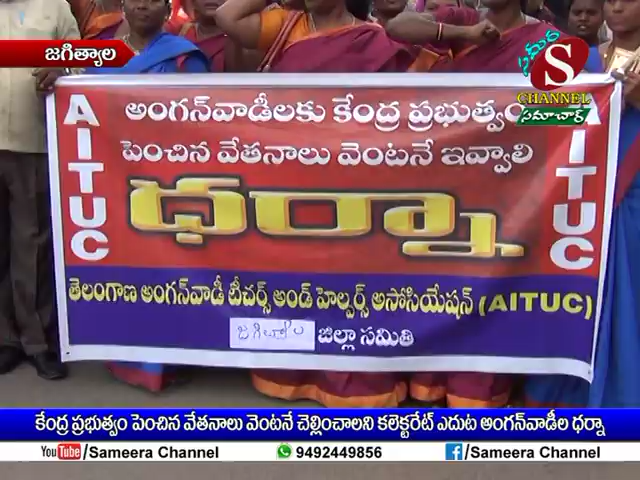 జగిత్యాల
సమీర
S
CHANNEL
సమాచార్
AITUC
అంగన్‌వాడీలకు కేంద్ర ప్రభుత్వం
పెంచిన వేతనాలు వెంటనే ఇవ్వాలి
ధర్నా
AITUC
తెలంగాణ అంగన్‌వాడీ టీచర్స్ అండ్ హెల్పర్స్ అసోసియేషన్ (AITUC)
జగిత్యాల జిల్లా సమితి
కేంద్ర ప్రభుత్వం పెంచిన వేతనాలు వెంటనే చెల్లించాలని కలెక్టరేట్ ఎదుట అంగన్‌వాడీల ధర్నా
YouTube /Sameera Channel 9492449856 f/Sameera Channel